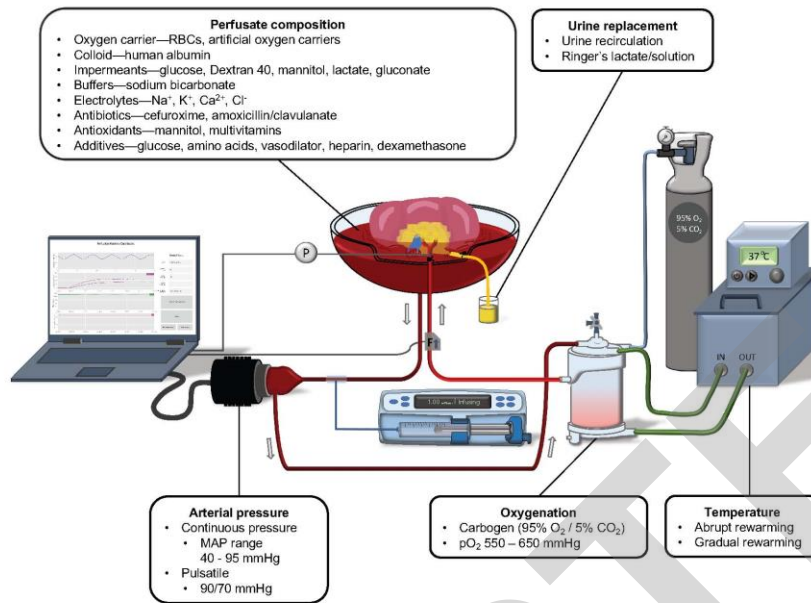 Perfusate composition
• Oxygen carrier—RBCs, artificial oxygen carriers
• Colloid—human albumin
• Impermeants—glucose, Dextran 40, mannitol, lactate, gluconate
• Buffers—sodium bicarbonate
• Electrolytes—Na⁺, K⁺, Ca²⁺, Cl⁻
• Antibiotics—cefuroxime, amoxicillin/clavulanate
• Antioxidants—mannitol, multivitamins
• Additives—glucose, amino acids, vasodilator, heparin, dexamethasone
Urine replacement
• Urine recirculation
• Ringer's lactate/solution
95% O₂
5% CO₂
37°C
P
IN OUT
Infusing
Arterial pressure
• Continuous pressure
• MAP range
40 - 95 mmHg
• Pulsatile
• 90/70 mmHg
Oxygenation
• Carbogen (95% O₂ / 5% CO₂)
• pO₂ 550 – 650 mmHg
Temperature
• Abrupt rewarming
• Gradual rewarming